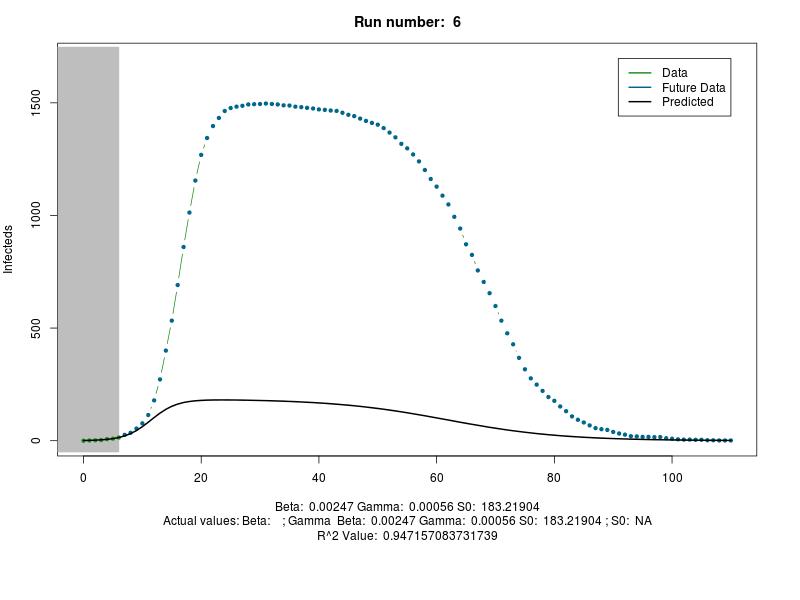 Run number: 6
Data
Future Data
Predicted
1500
1000
500
0
Infecteds
0 20 40 60 80 100
Beta: 0.00247 Gamma: 0.00056 S0: 183.21904
Actual values: Beta: ; Gamma Beta: 0.00247 Gamma: 0.00056 S0: 183.21904 ; S0: NA
R^2 Value: 0.947157083731739